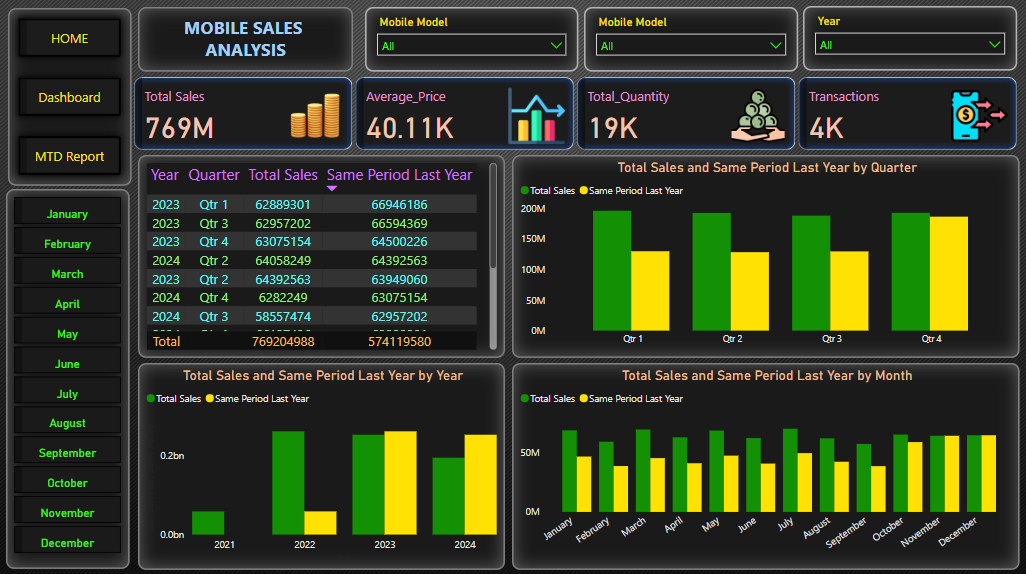 HOME
Dashboard
MTD Report
MOBILE SALES
ANALYSIS
Mobile Model
All
Mobile Model
All
Year
All
Total Sales
769M
Average_Price
40.11K
Total_Quantity
19K
Transactions
4K
January
February
March
April
May
June
July
August
September
October
November
December
Year Quarter Total Sales Same Period Last Year
2023 Qtr 1 62889301 66946186
2023 Qtr 3 62957202 66594369
2023 Qtr 4 63075154 64500226
2024 Qtr 2 64058249 64392563
2023 Qtr 2 64392563 63949060
2024 Qtr 4 6282249 63075154
2024 Qtr 3 58557474 62957202
Total 769204988 574119580
Total Sales and Same Period Last Year by Quarter
Total Sales Same Period Last Year
200M
150M
100M
50M
0M
Qtr 1 Qtr 2 Qtr 3 Qtr 4
Total Sales and Same Period Last Year by Year
Total Sales Same Period Last Year
0.2bn
0.0bn
2021 2022 2023 2024
Total Sales and Same Period Last Year by Month
Total Sales Same Period Last Year
50M
0M
January February March April May June July August September October November December